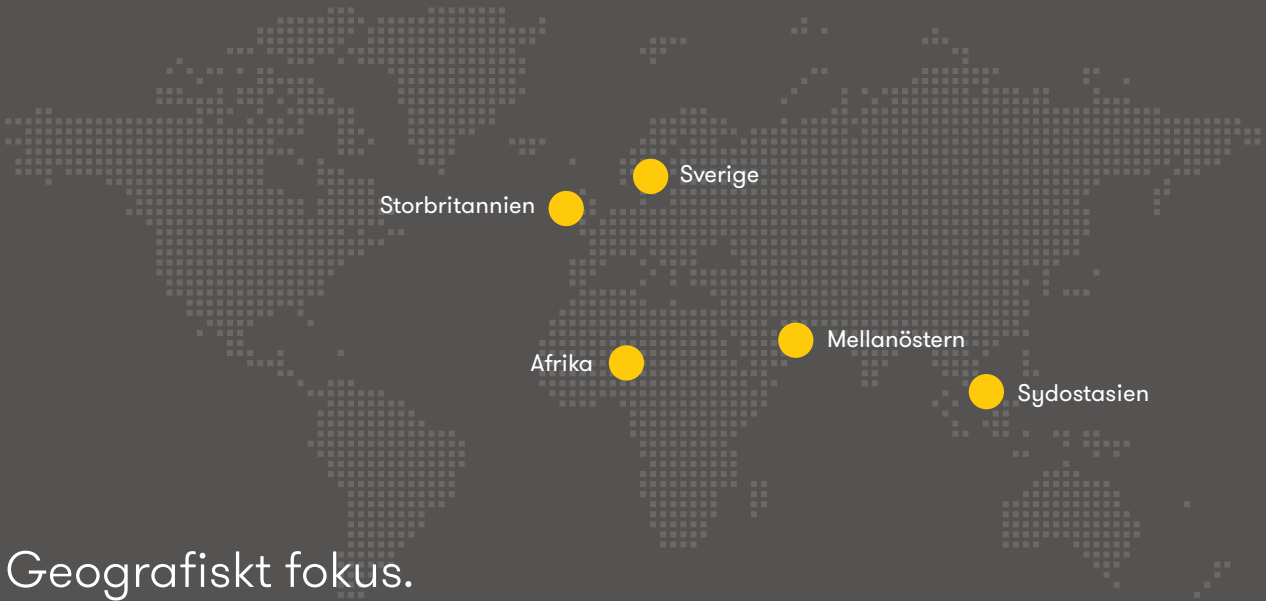 Sverige
Storbritannien
Mellanöstern
Afrika
Sydostasien
Geografiskt fokus.